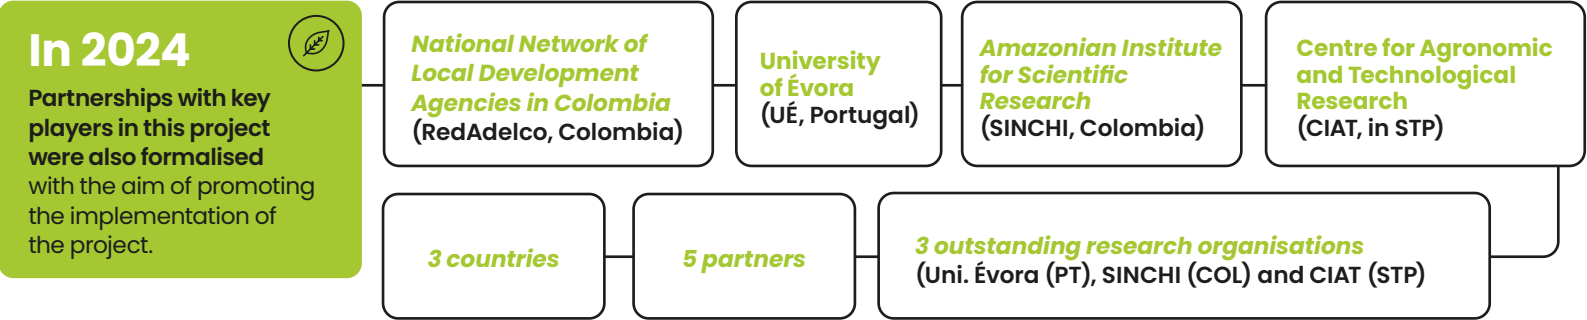 In 2024
Partnerships with key
players in this project
were also formalised
with the aim of promoting
the implementation of
the project.
National Network of
Local Development
Agencies in Colombia
(RedAdelco, Colombia)
University
of Évora
(UÉ, Portugal)
Amazonian Institute
for Scientific
Research
(SINCHI, Colombia)
Centre for Agronomic
and Technological
Research
(CIAT, in STP)
3 outstanding research organisations
(Uni. Évora (PT), SINCHI (COL) and CIAT (STP)
5 partners
3 countries